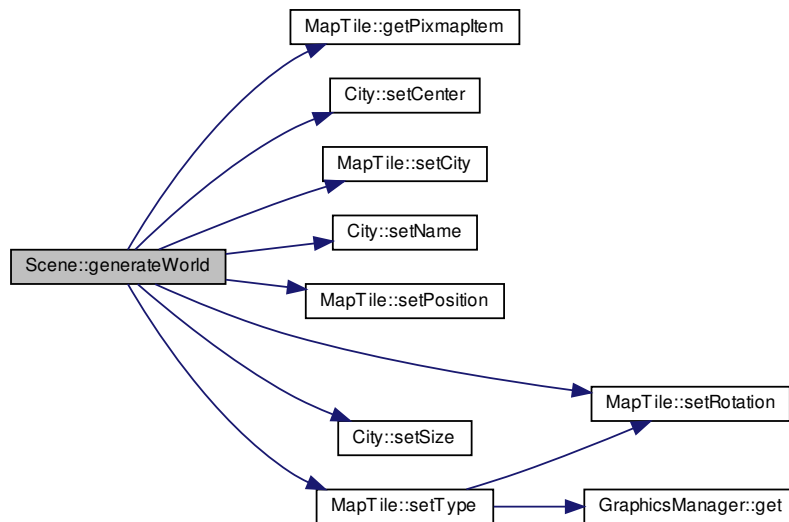 MapTile::getPixmapItem
City::setCenter
MapTile::setCity
City::setName
Scene::generateWorld
MapTile::setPosition
MapTile::setRotation
City::setSize
MapTile::setType
GraphicsManager::get